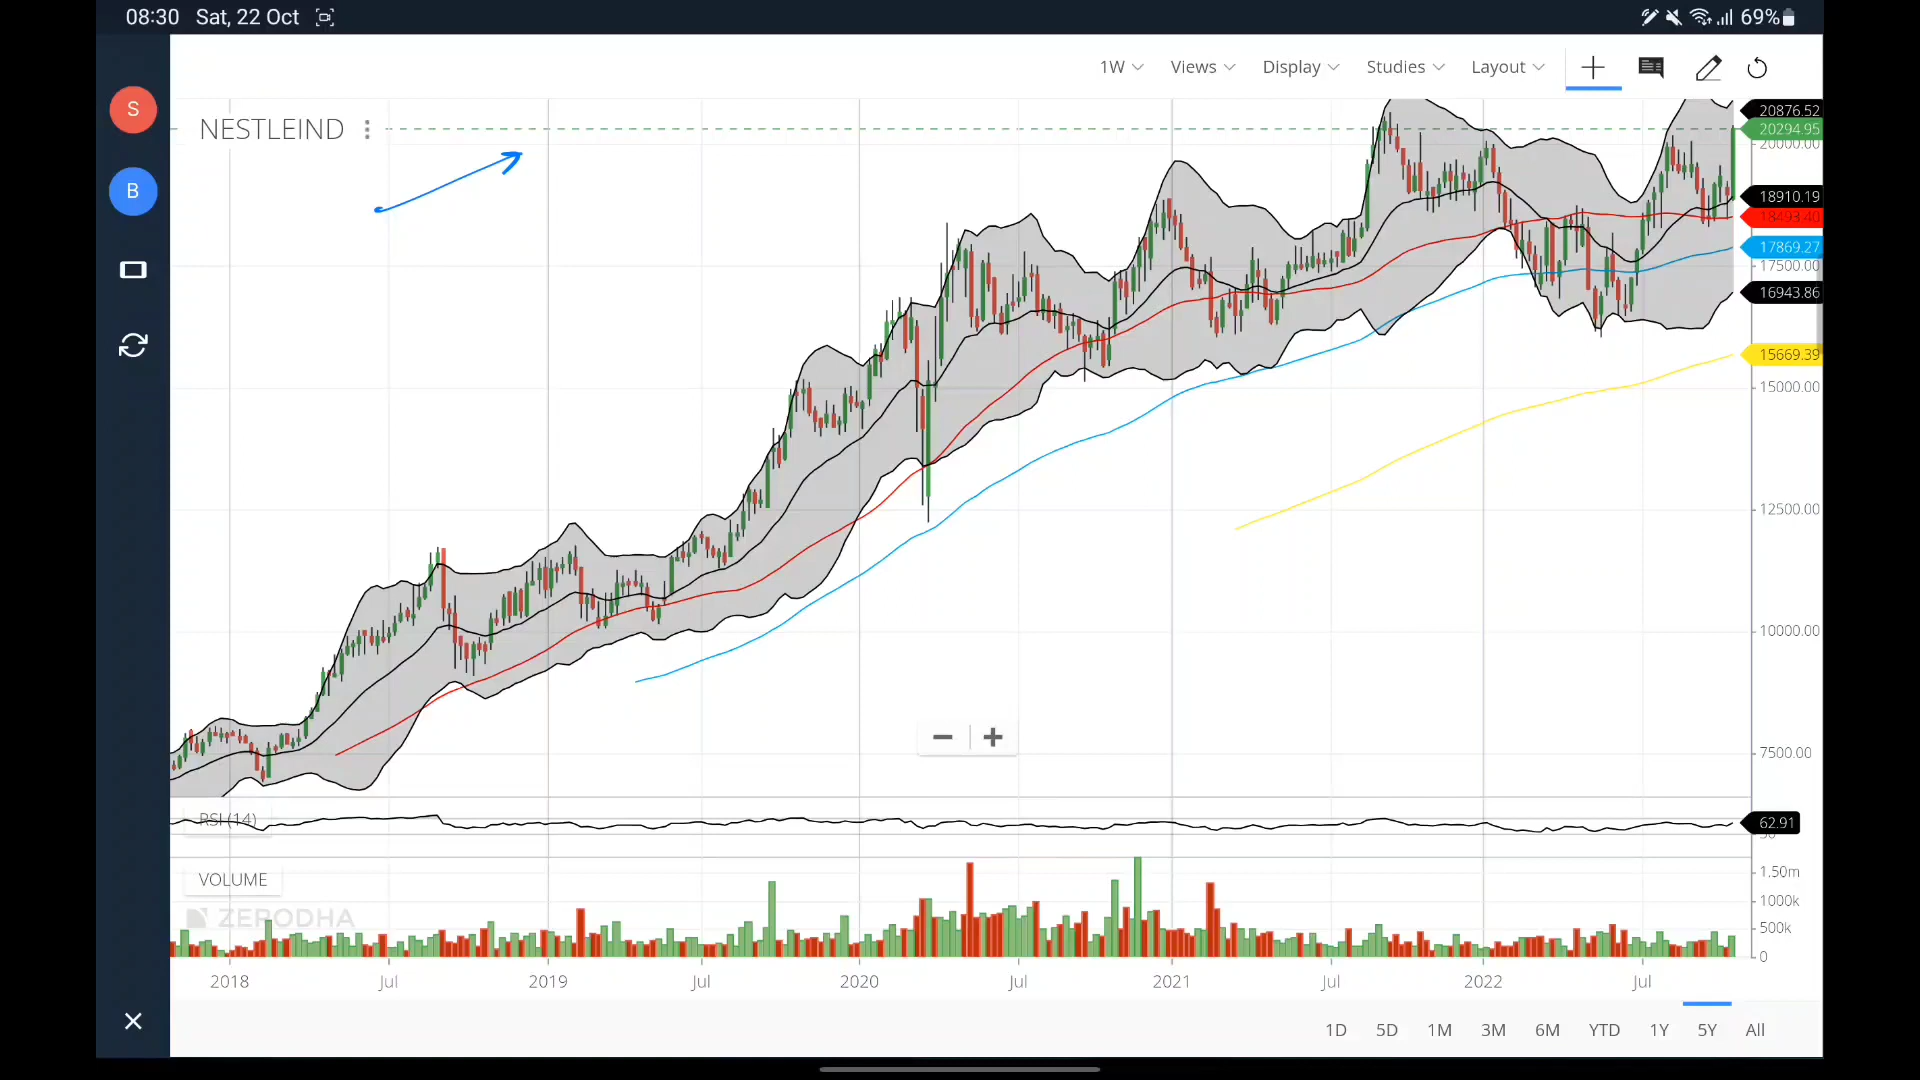 08:30 Sat, 22 Oct 69%
1W Views Display Studies Layout
S
B
NESTLEIND
20876.52
20294.95
20000.00
18910.19
18493.40
17869.27
17500.00
16943.86
15669.39
15000.00
12500.00
10000.00
7500.00
RSI (14)
62.91
VOLUME
ZERODHA
1.50m
1000k
500k
0
2018 Jul 2019 Jul 2020 Jul 2021 Jul 2022 Jul
1D 5D 1M 3M 6M YTD 1Y 5Y All